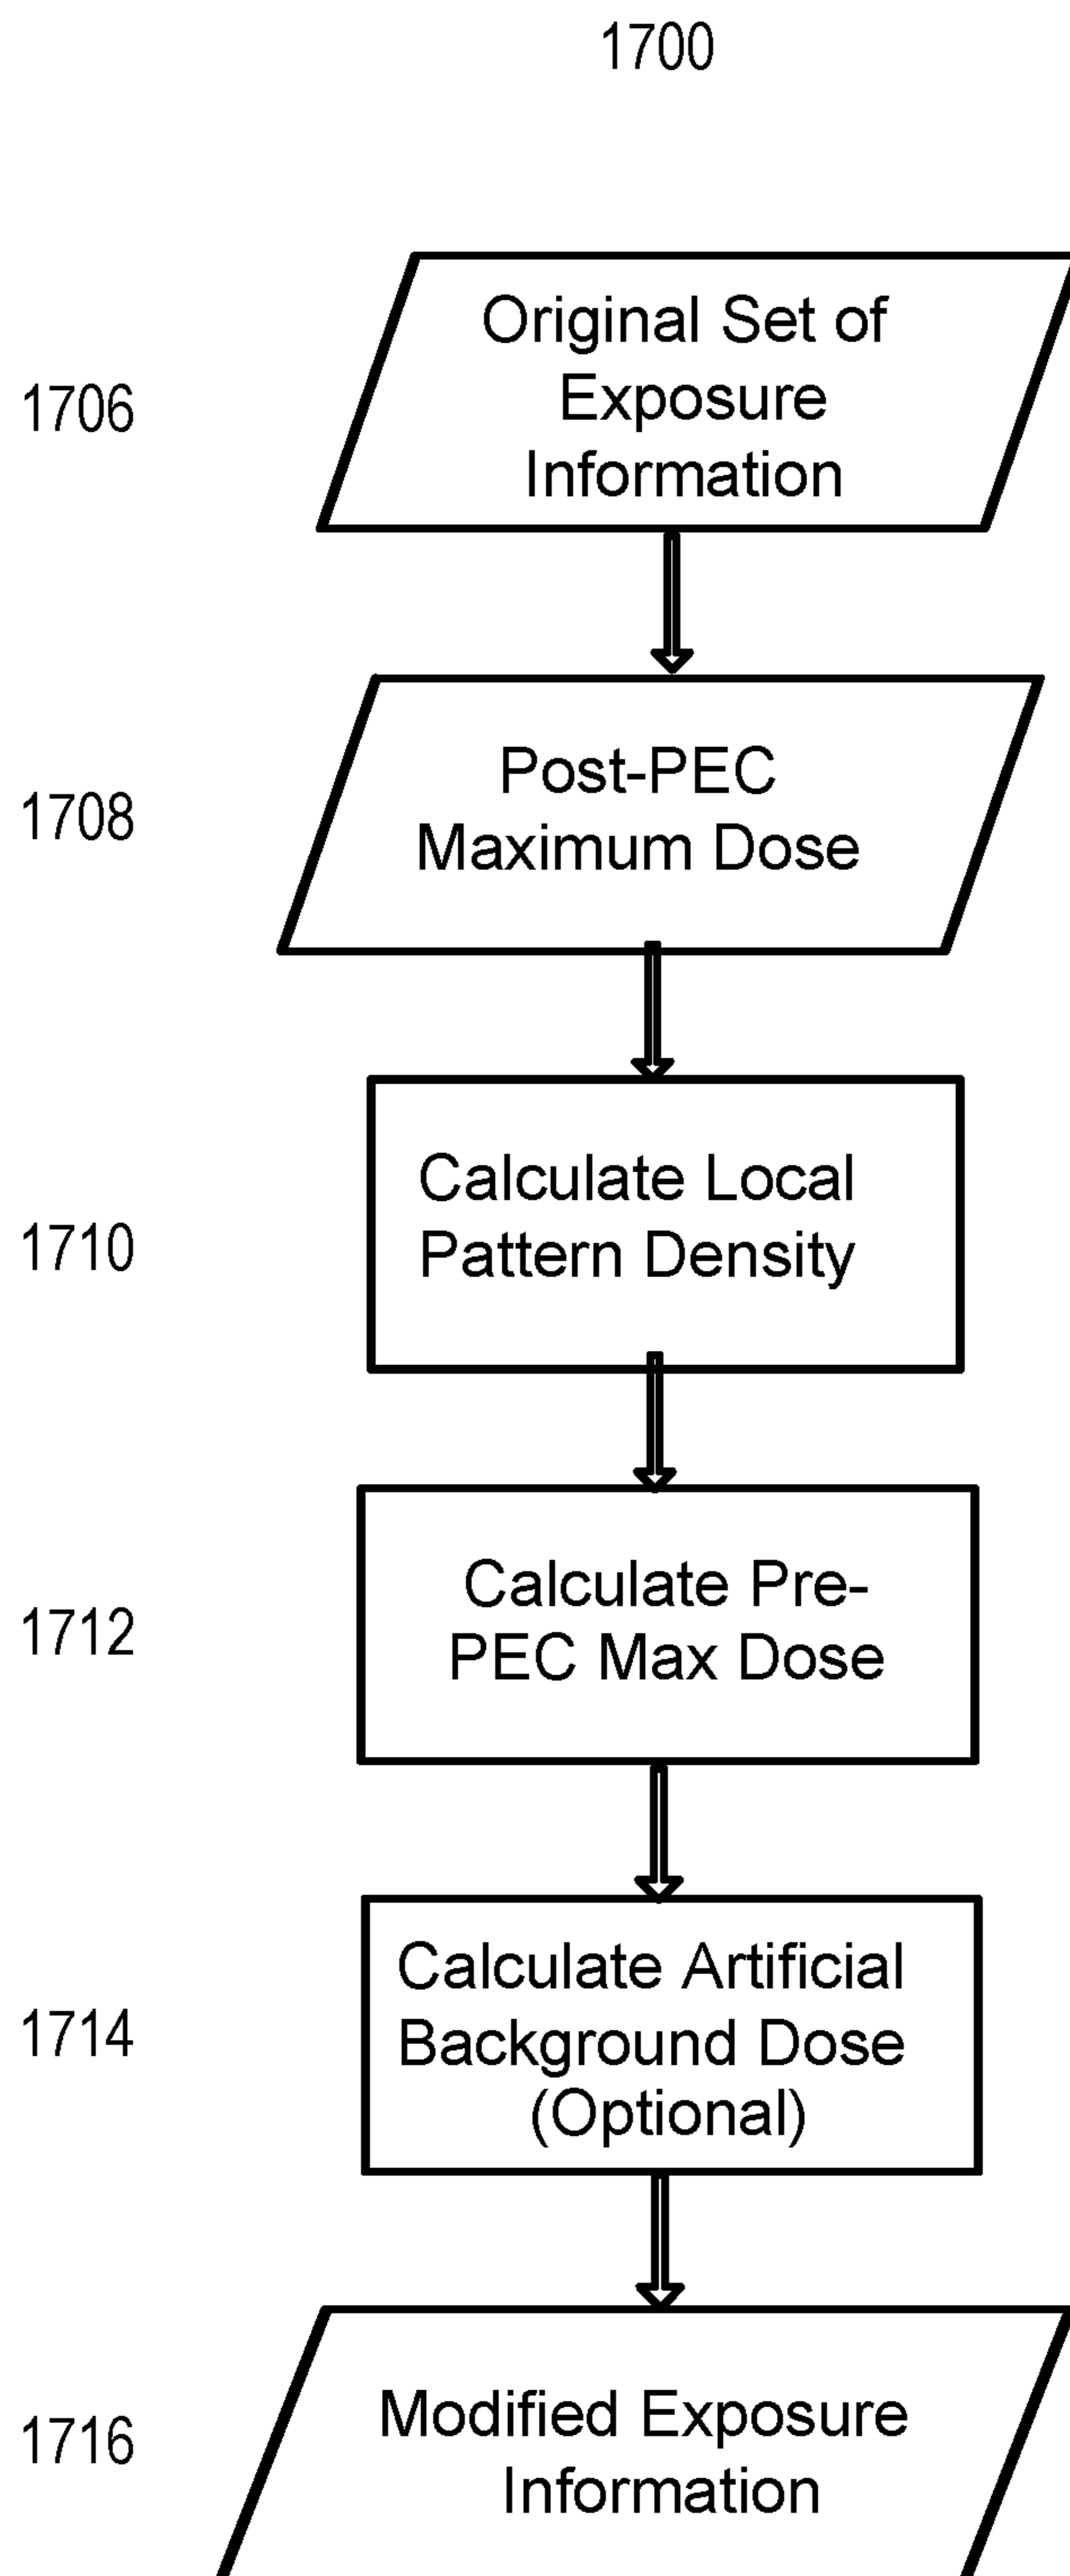 1700
1706
Original Set of
Exposure
Information
1708
Post-PEC
Maximum Dose
1710
Calculate Local
Pattern Density
1712
Calculate Pre-
PEC Max Dose
1714
Calculate Artificial
Background Dose
(Optional)
1716
Modified Exposure
Information